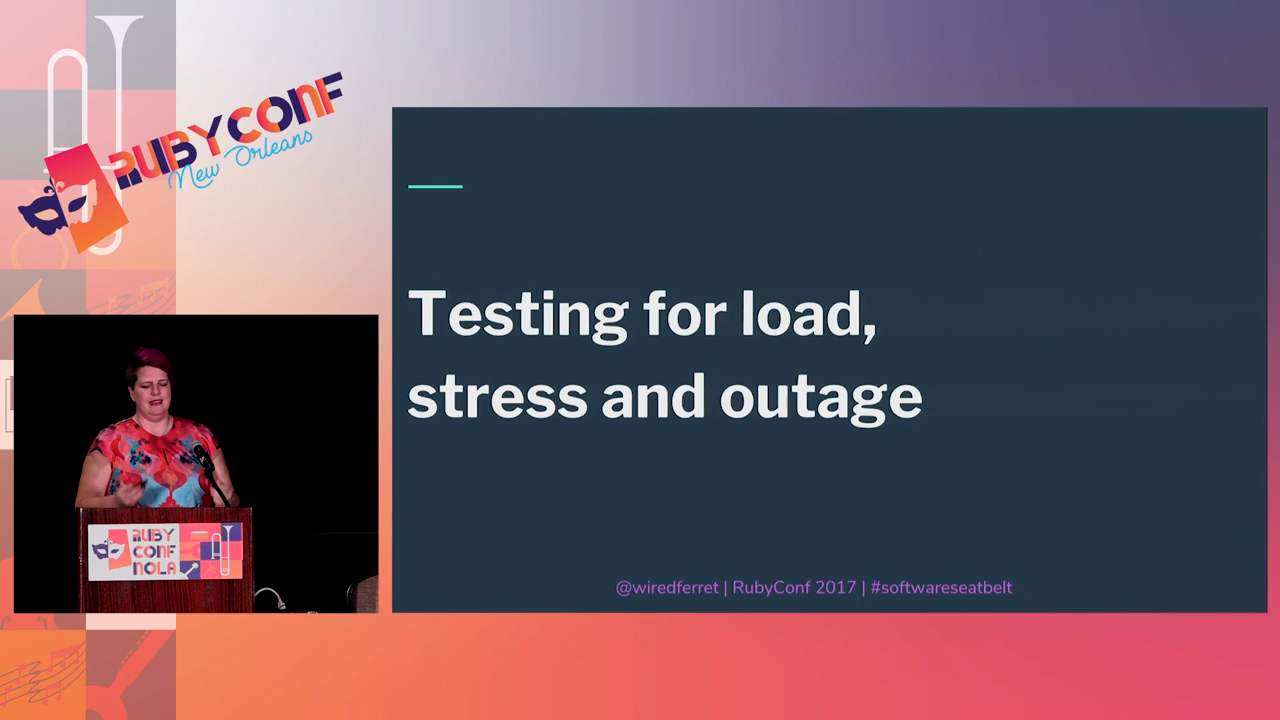 RUBYCONF
New Orleans
Testing for load,
stress and outage
@wiredferret | RubyConf 2017 | #softwareseatbelt
RUBY
CONF
NOLA